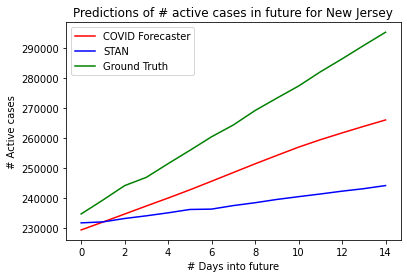 Predictions of # active cases in future for New Jersey
COVID Forecaster
STAN
Ground Truth
# Active cases
290000
280000
270000
260000
250000
240000
230000
0 2 4 6 8 10 12 14
# Days into future